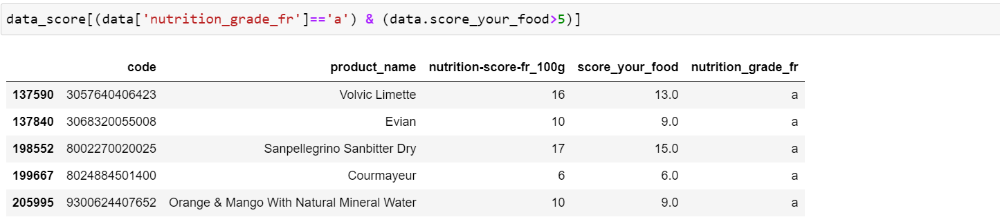 data_score[(data['nutrition_grade_fr']=='a') & (data.score_your_food>5)]
code product_name nutrition-score-fr_100g score_your_food nutrition_grade_fr
137590 3057640406423 Volvic Limette 16 13.0 a
137840 3068320055008 Evian 10 9.0 a
198552 8002270020025 Sanpellegrino Sanbitter Dry 17 15.0 a
199667 8024884501400 Courmayeur 6 6.0 a
205995 9300624407652 Orange & Mango With Natural Mineral Water 10 9.0 a